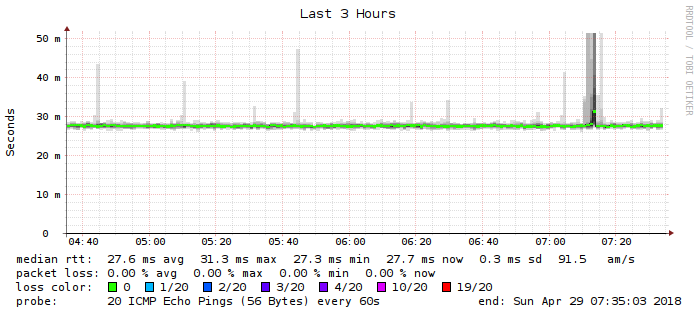 Last 3 Hours
RRDTOOL / TOBI OETIKER
Seconds
50 m
40 m
30 m
20 m
10 m
0
04:40 05:00 05:20 05:40 06:00 06:20 06:40 07:00 07:20
median rtt: 27.6 ms avg 31.3 ms max 27.3 ms min 27.7 ms now 0.3 ms sd 91.5 am/s
packet loss: 0.00 % avg 0.00 % max 0.00 % min 0.00 % now
loss color: 0 1/20 2/20 3/20 4/20 10/20 19/20
probe: 20 ICMP Echo Pings (56 Bytes) every 60s end: Sun Apr 29 07:35:03 2018